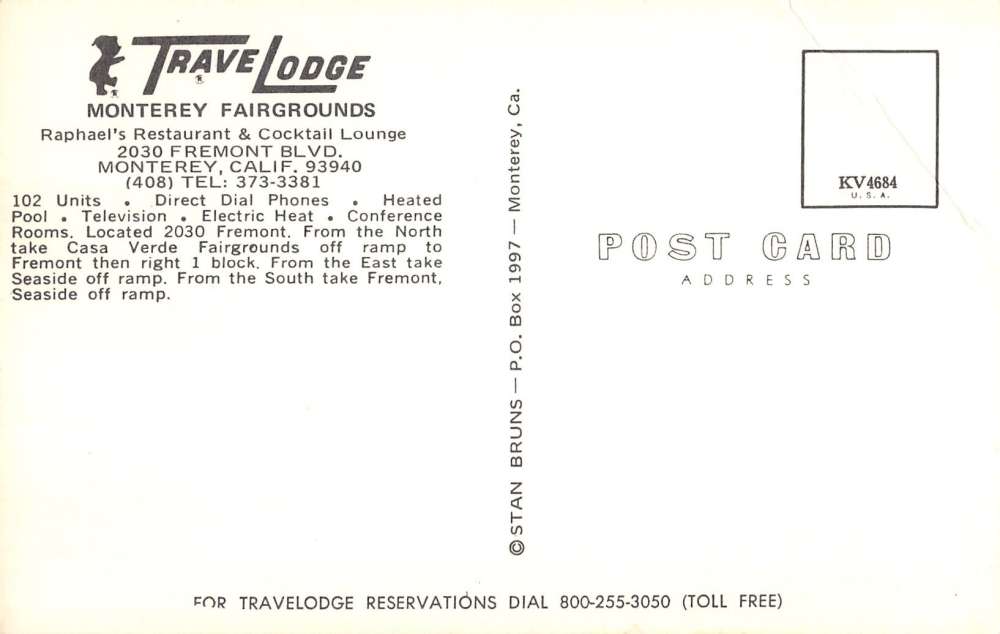 TRAVELODGE
MONTEREY FAIRGROUNDS
Raphael's Restaurant & Cocktail Lounge
2030 FREMONT BLVD.
MONTEREY, CALIF. 93940
(408) TEL: 373-3381
102 Units • Direct Dial Phones • Heated
Pool • Television • Electric Heat • Conference
Rooms. Located 2030 Fremont. From the North
take Casa Verde Fairgrounds off ramp to
Fremont then right 1 block. From the East take
Seaside off ramp. From the South take Fremont,
Seaside off ramp.
© STAN BRUNS — P.O. Box 1997 — Monterey, Ca.
KV4684
U. S. A.
POST CARD
ADDRESS
FOR TRAVELODGE RESERVATIONS DIAL 800-255-3050 (TOLL FREE)